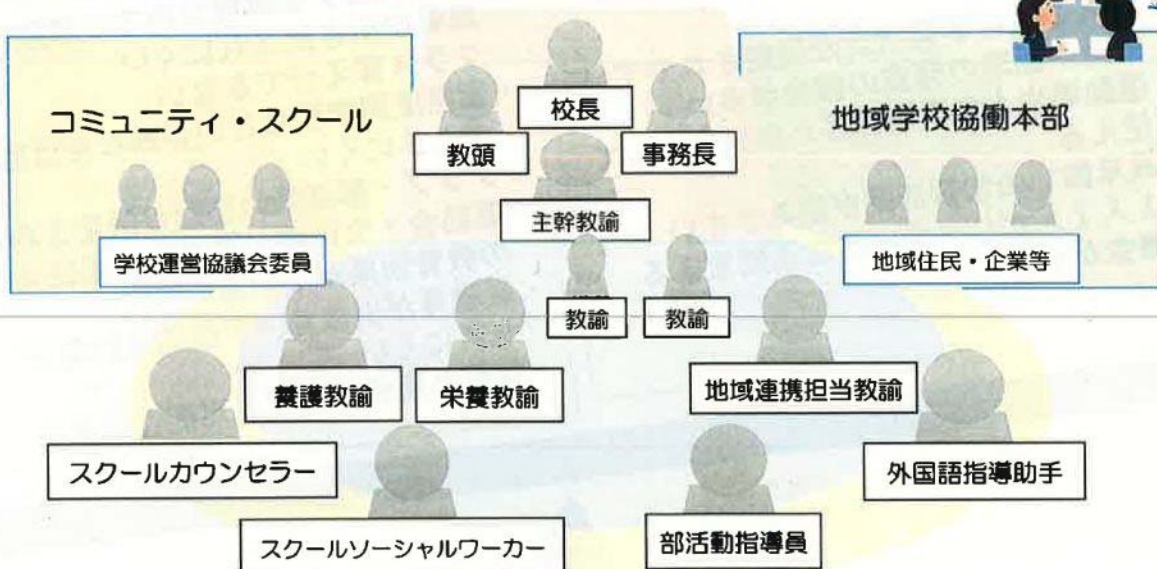 コミュニティ・スクール
学校運営協議会委員
校長
教頭
事務長
主幹教諭
地域学校協働本部
地域住民・企業等
教諭
教諭
養護教諭
栄養教諭
地域連携担当教諭
スクールカウンセラー
外国語指導助手
スクールソーシャルワーカー
部活動指導員